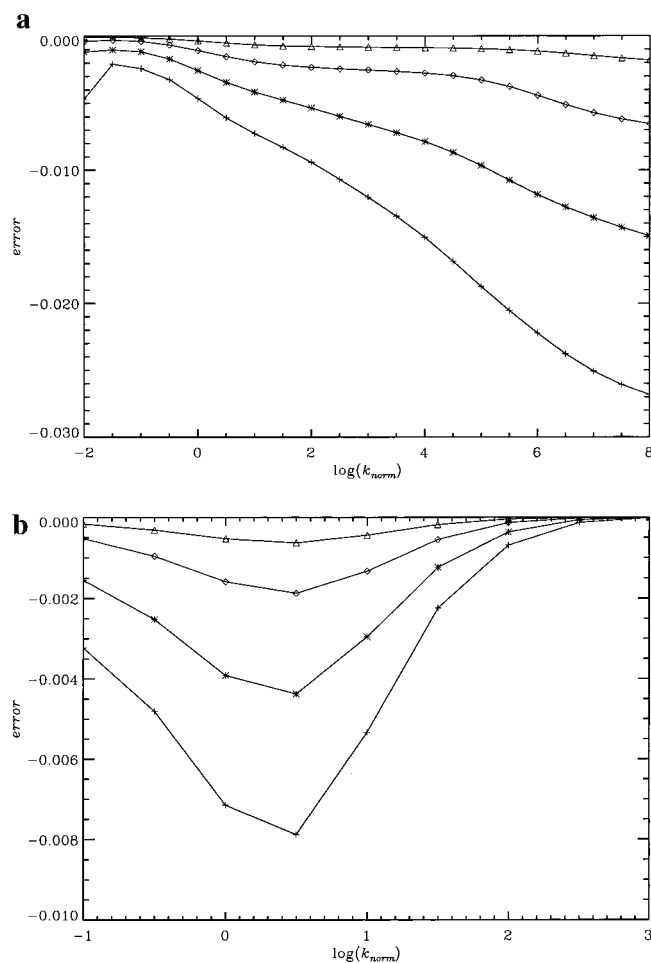 a
0.000
-0.010
-0.020
-0.030
error
-2 0 2 4 6 8
log(k_norm)
b
0.000
-0.002
-0.004
-0.006
-0.008
-0.010
error
-1 0 1 2 3
log(k_norm)